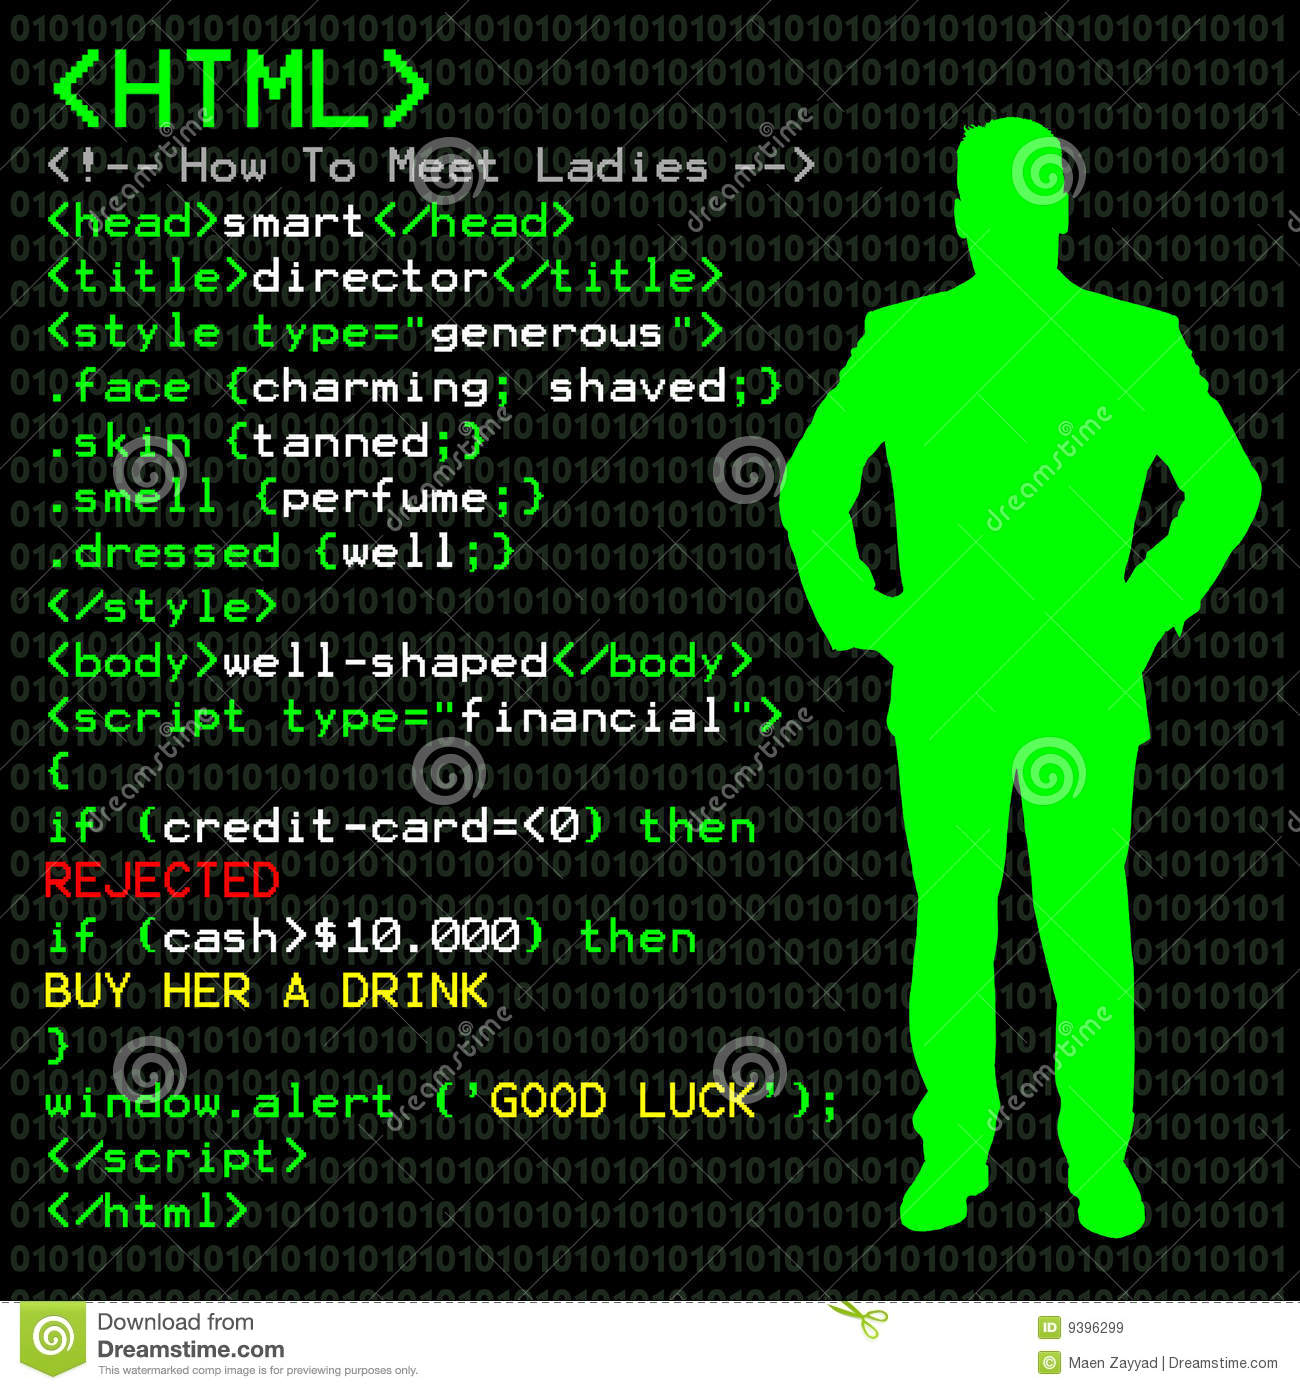 <HTML>
<!-- How To Meet Ladies -->
<head>smart</head>
<title>director</title>
<style type="generous">
.face {charming; shaved;}
.skin {tanned;}
.smell {perfume;}
.dressed {well;}
</style>
<body>well-shaped</body>
<script type="financial">
{
if (credit-card=<0) then
REJECTED
if (cash>$10.000) then
BUY HER A DRINK
}
window.alert ('GOOD LUCK');
</script>
</html>
Download from
Dreamstime.com
This watermarked comp image is for previewing purposes only.
ID 9396299
© Maen Zayyad | Dreamstime.com